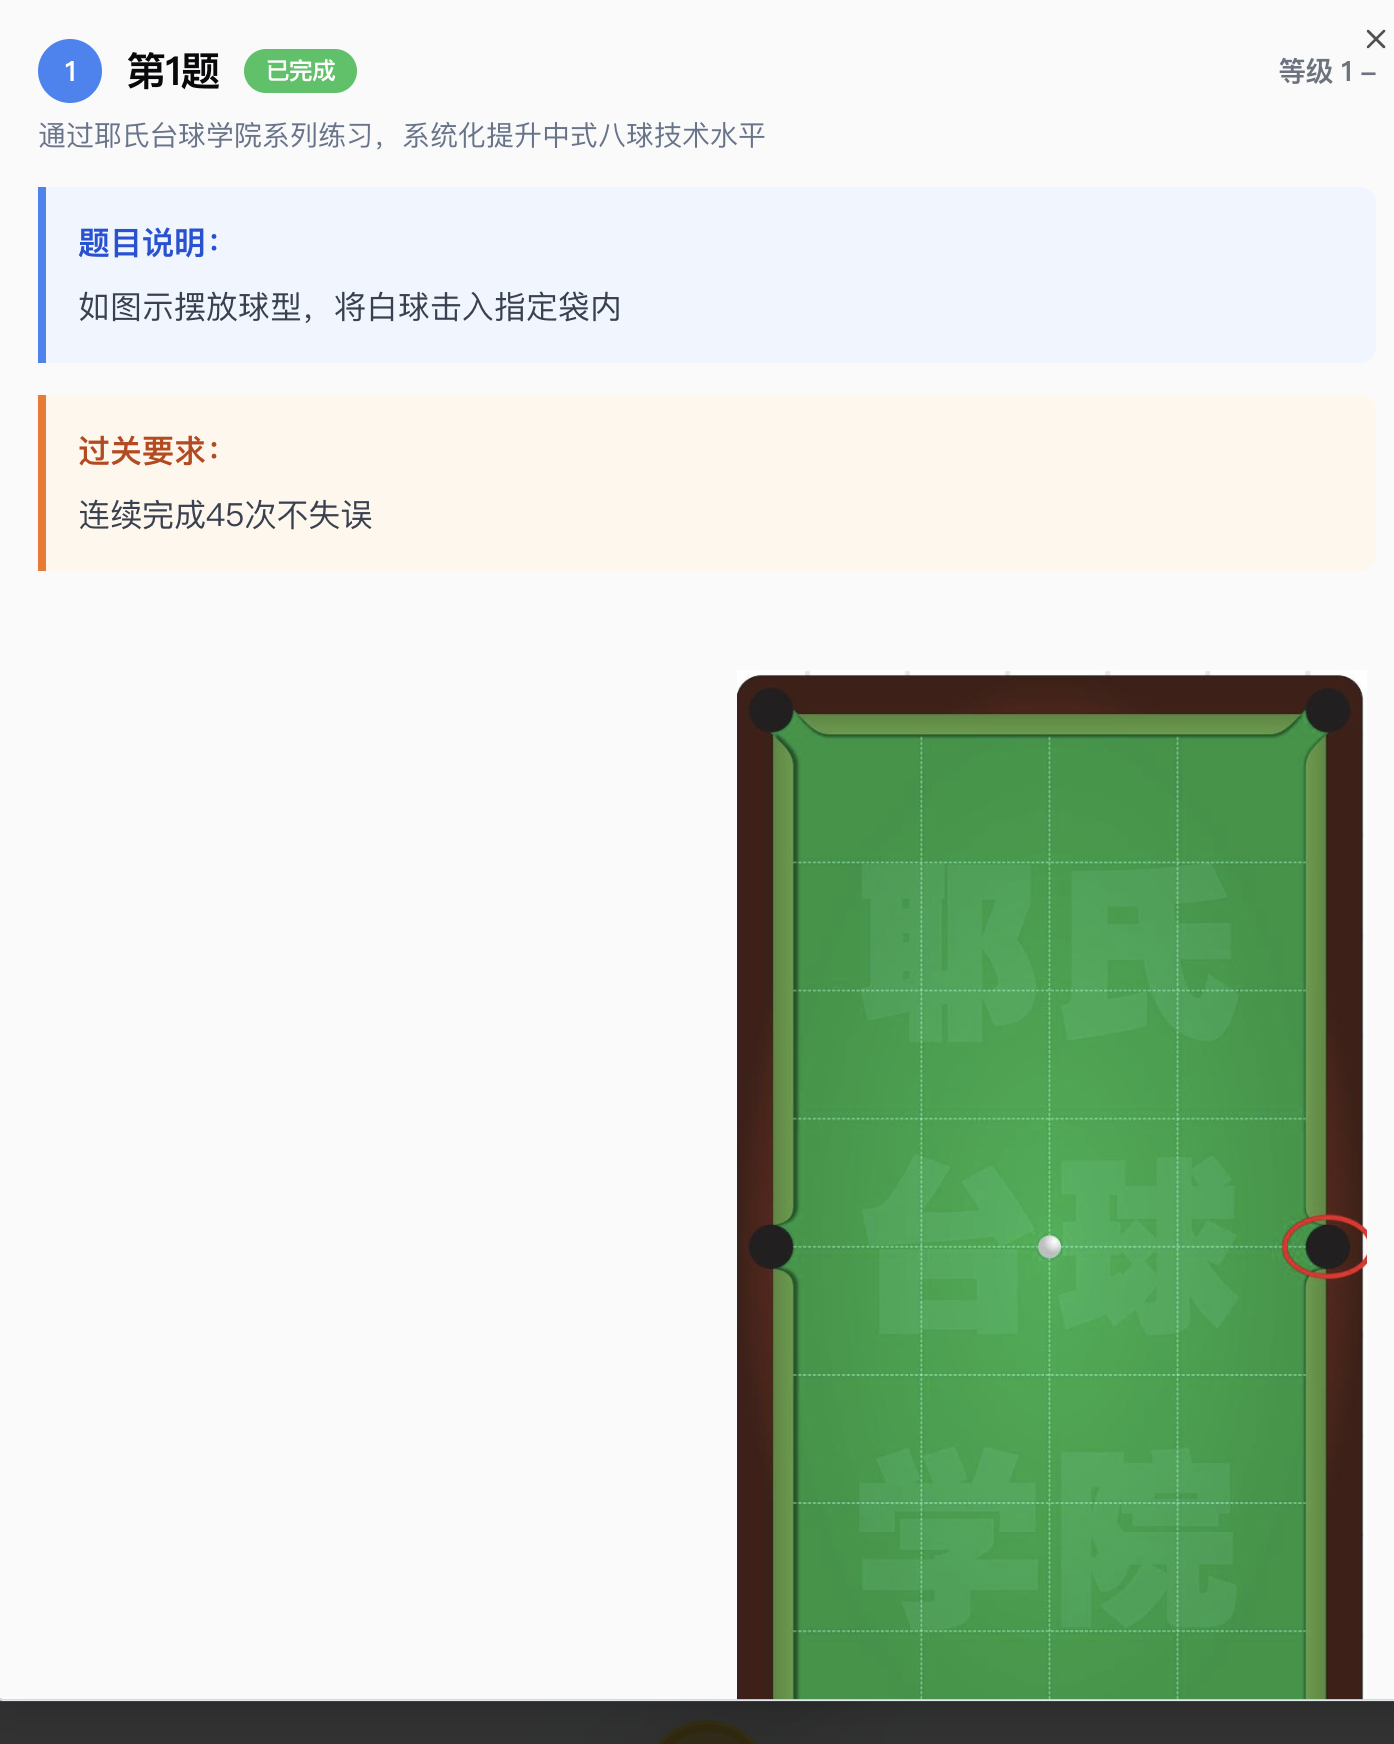 1
第1题
已完成
等级 1 –
通过耶氏台球学院系列练习，系统化提升中式八球技术水平
题目说明：
如图示摆放球型，将白球击入指定袋内
过关要求：
连续完成45次不失误
耶氏
台球
学院